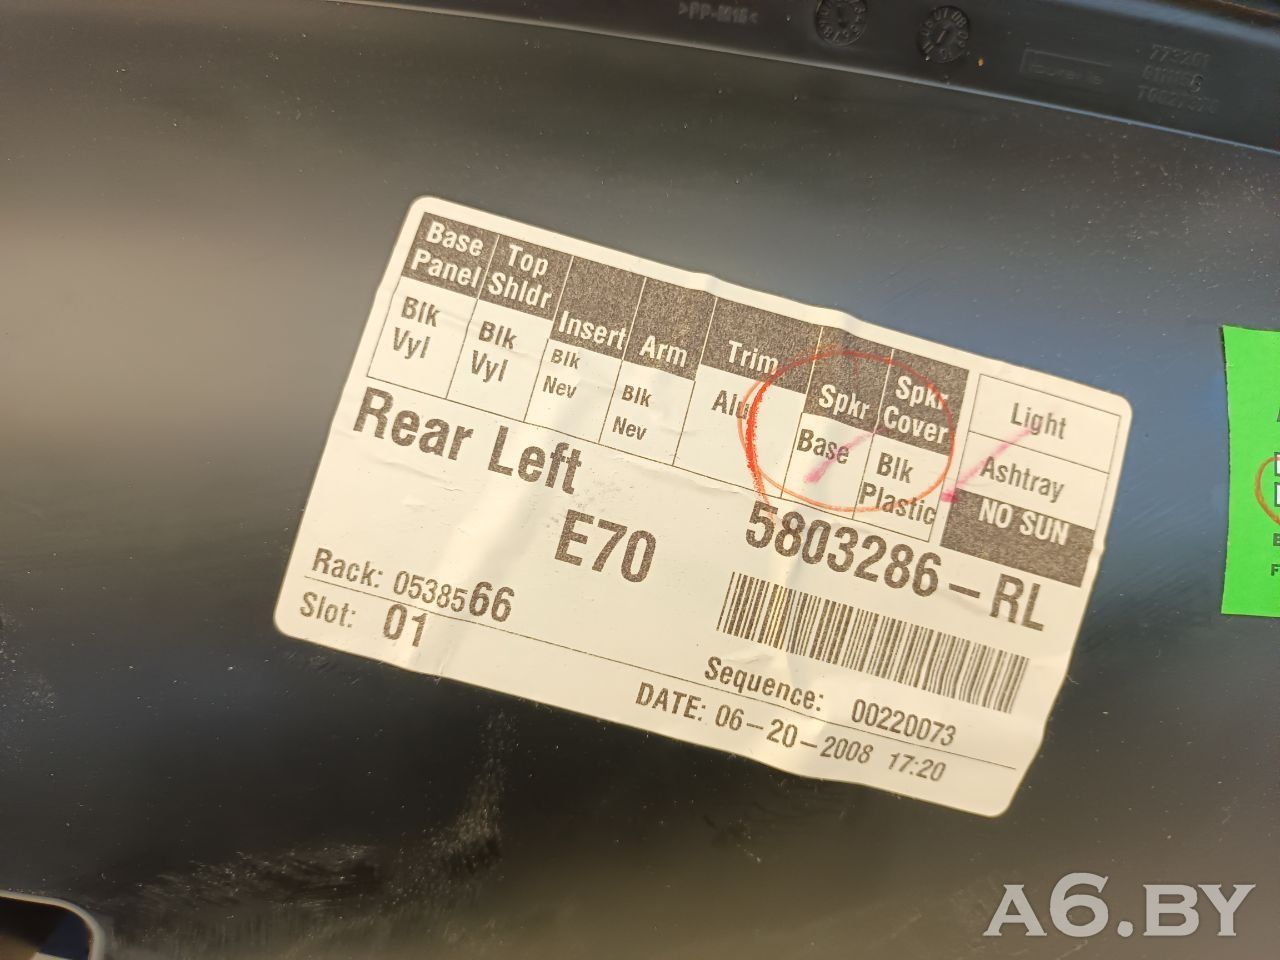 >PP-M16<
Base Panel
Top Shldr
Insert
Arm
Trim
Spkr
Spkr Cover
Light
Blk Vyl
Blk Vyl
Blk Nev
Blk Nev
Alu
Base
Blk Plastic
Ashtray
NO SUN
Rear Left
E70
5803286-RL
Rack: 0538566
Slot: 01
Sequence: 00220073
DATE: 06-20-2008 17:20
A6.BY